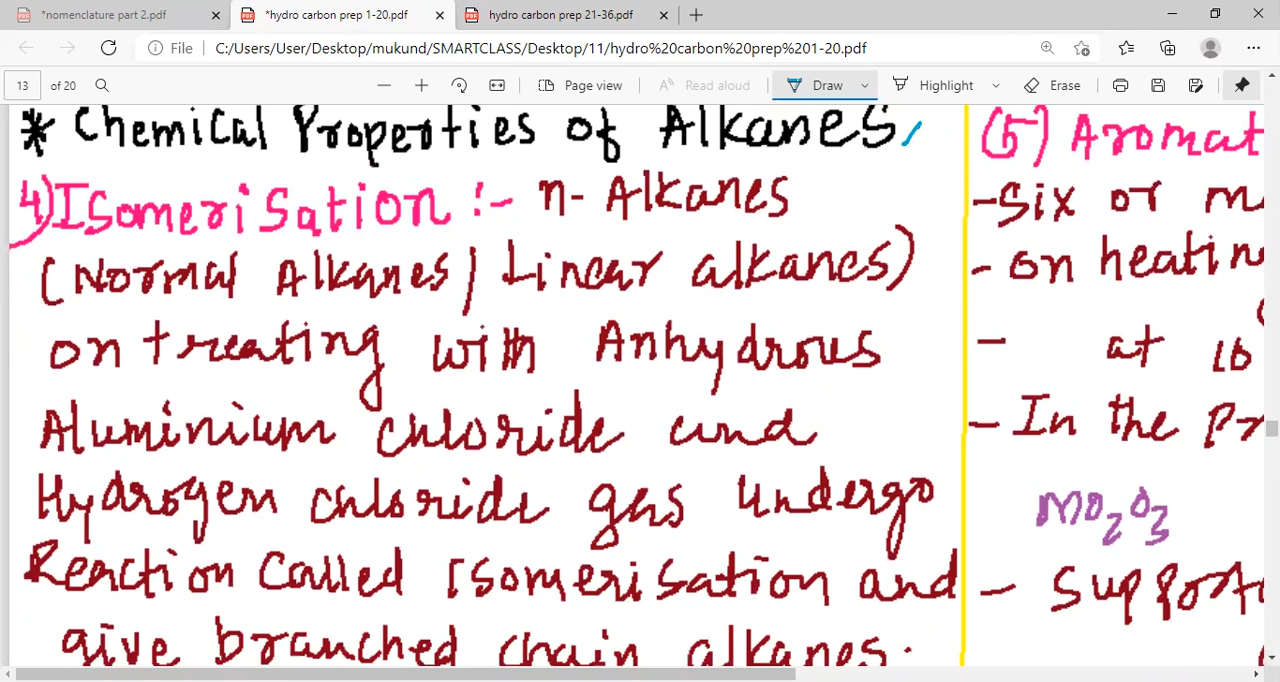 *nomenclature part 2.pdf
*hydro carbon prep 1-20.pdf
hydro carbon prep 21-36.pdf
File
C:/Users/User/Desktop/mukund/SMARTCLASS/Desktop/11/hydro%20carbon%20prep%201-20.pdf
13 of 20
Page view
Read aloud
Draw
Highlight
Erase
* Chemical Properties of Alkanes
4) Isomerisation :- n- Alkanes
(Normal Alkanes / Linear alkanes)
on treating with Anhydrous
Aluminium chloride and
Hydrogen chloride gas undergo
Reaction called Isomerisation and
give branched chain alkanes.
(5) Aromat
- Six or m
- on heatin
- at 10
- In the Pr
Mo2O3
- Support